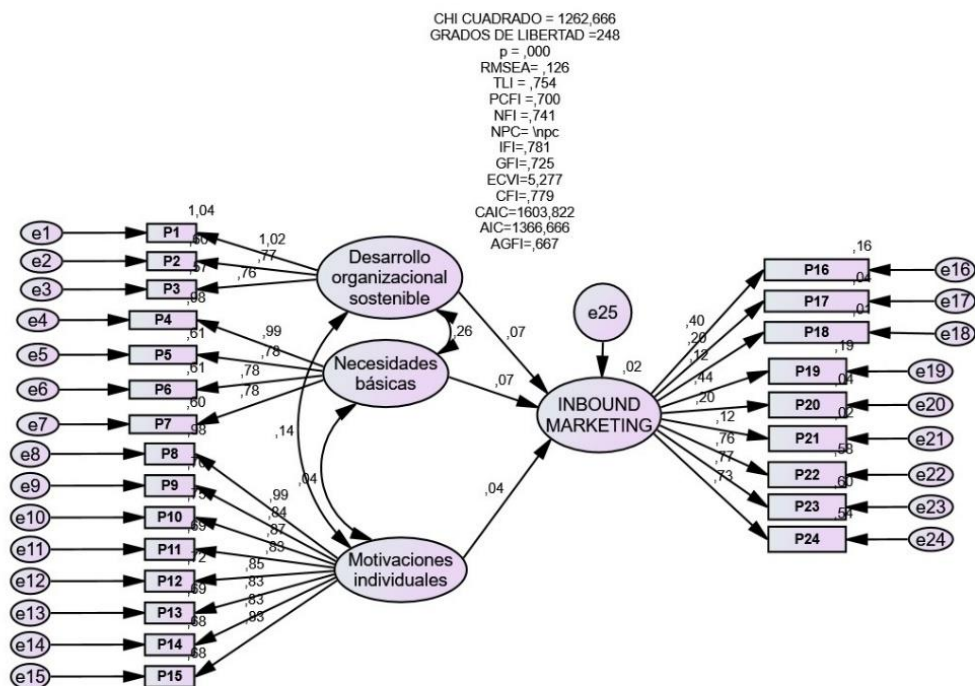 CHI CUADRADO = 1262,666
GRADOS DE LIBERTAD =248
p = ,000
RMSEA= ,126
TLI = ,754
PCFI =,700
NFI =,741
NPC= \npc
IFI=,781
GFI=,725
ECVI=5,277
CFI=,779
CAIC=1603,822
AIC=1366,666
AGFI=,667
1,04
e1 P1 1,02
,60
e2 P2 ,77
,57
e3 P3 ,76
,98
e4 P4 ,99
,61
e5 P5 ,78
,61
e6 P6 ,78
,60
e7 P7 ,78
,98
e8 P8 ,99
,70
e9 P9 ,84
,75
e10 P10 ,87
,69
e11 P11 ,83
,72
e12 P12 ,85
,69
e13 P13 ,83
,68
e14 P14 ,83
,68
e15 P15 ,83
Desarrollo
organizacional
sostenible
Necesidades
básicas
Motivaciones
individuales
,26
,14
,04
,07
,07
,04
e25
,02
INBOUND
MARKETING
,16
,40 P16 e16
,04
,20 P17 e17
,01
,12 P18 e18
,19
,44 P19 e19
,04
,20 P20 e20
,02
,12 P21 e21
,58
,76 P22 e22
,60
,77 P23 e23
,54
,73 P24 e24